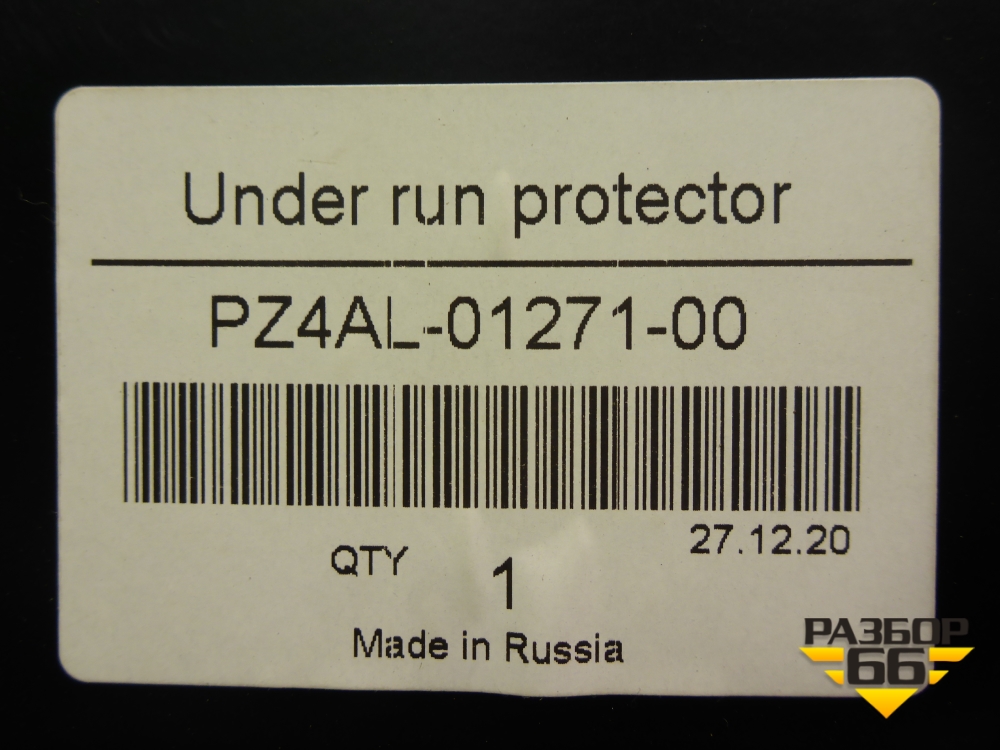 Under run protector
PZ4AL-01271-00
27.12.20
QTY 1
Made in Russia
РАЗБОР
66